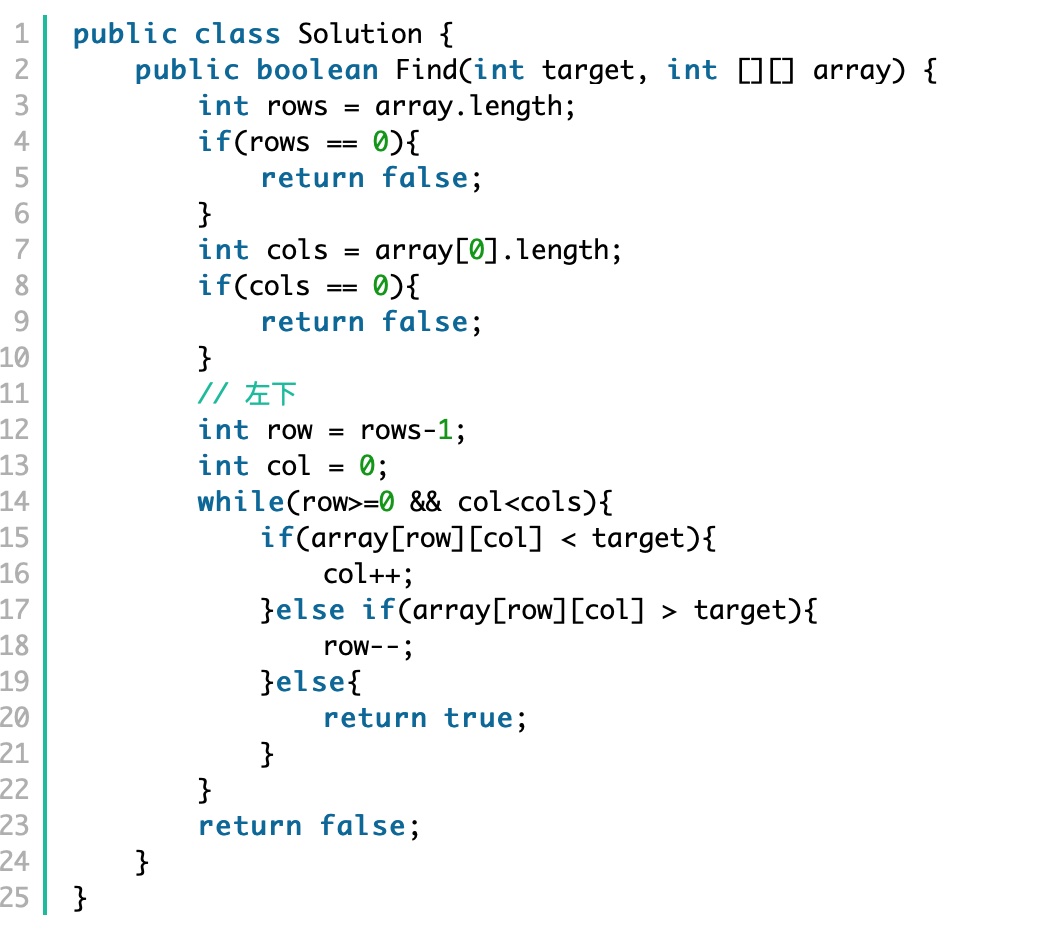 1 public class Solution {
2 public boolean Find(int target, int [][] array) {
3 int rows = array.length;
4 if(rows == 0){
5 return false;
6 }
7 int cols = array[0].length;
8 if(cols == 0){
9 return false;
10 }
11 // 左下
12 int row = rows-1;
13 int col = 0;
14 while(row>=0 && col<cols){
15 if(array[row][col] < target){
16 col++;
17 }else if(array[row][col] > target){
18 row--;
19 }else{
20 return true;
21 }
22 }
23 return false;
24 }
25 }